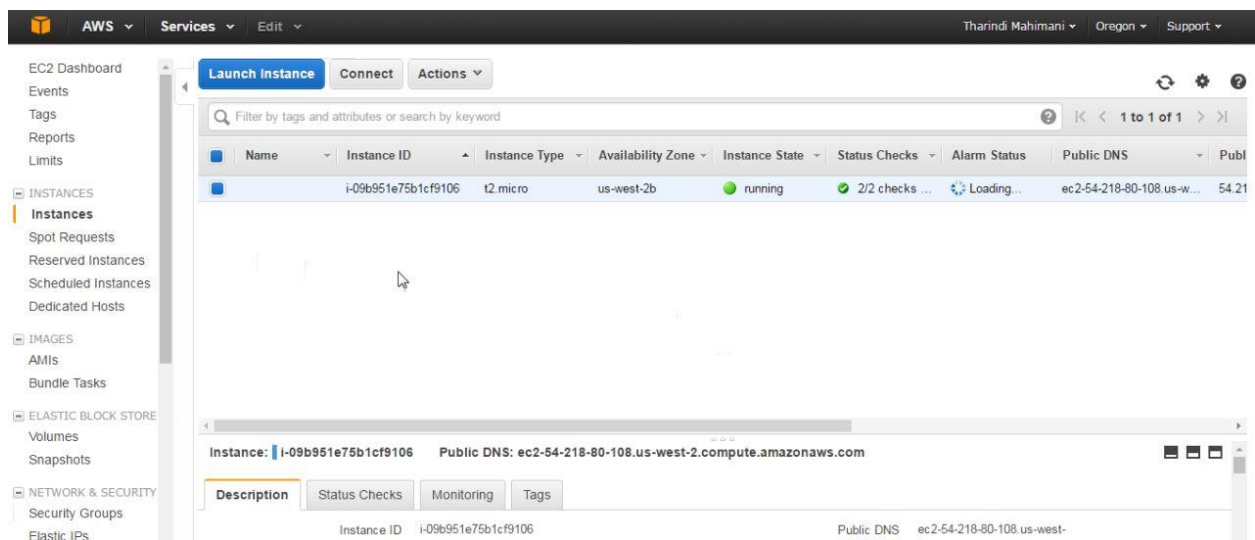 AWS Services Edit Tharindi Mahimani Oregon Support
EC2 Dashboard
Events
Tags
Reports
Limits
INSTANCES
Instances
Spot Requests
Reserved Instances
Scheduled Instances
Dedicated Hosts
IMAGES
AMIs
Bundle Tasks
ELASTIC BLOCK STORE
Volumes
Snapshots
NETWORK & SECURITY
Security Groups
Elastic IPs
Launch Instance Connect Actions
Filter by tags and attributes or search by keyword 1 to 1 of 1
Name Instance ID Instance Type Availability Zone Instance State Status Checks Alarm Status Public DNS Publ
i-09b951e75b1cf9106 t2.micro us-west-2b running 2/2 checks ... Loading... ec2-54-218-80-108.us-w... 54.21
Instance: i-09b951e75b1cf9106 Public DNS: ec2-54-218-80-108.us-west-2.compute.amazonaws.com
Description Status Checks Monitoring Tags
Instance ID i-09b951e75b1cf9106 Public DNS ec2-54-218-80-108.us-west-